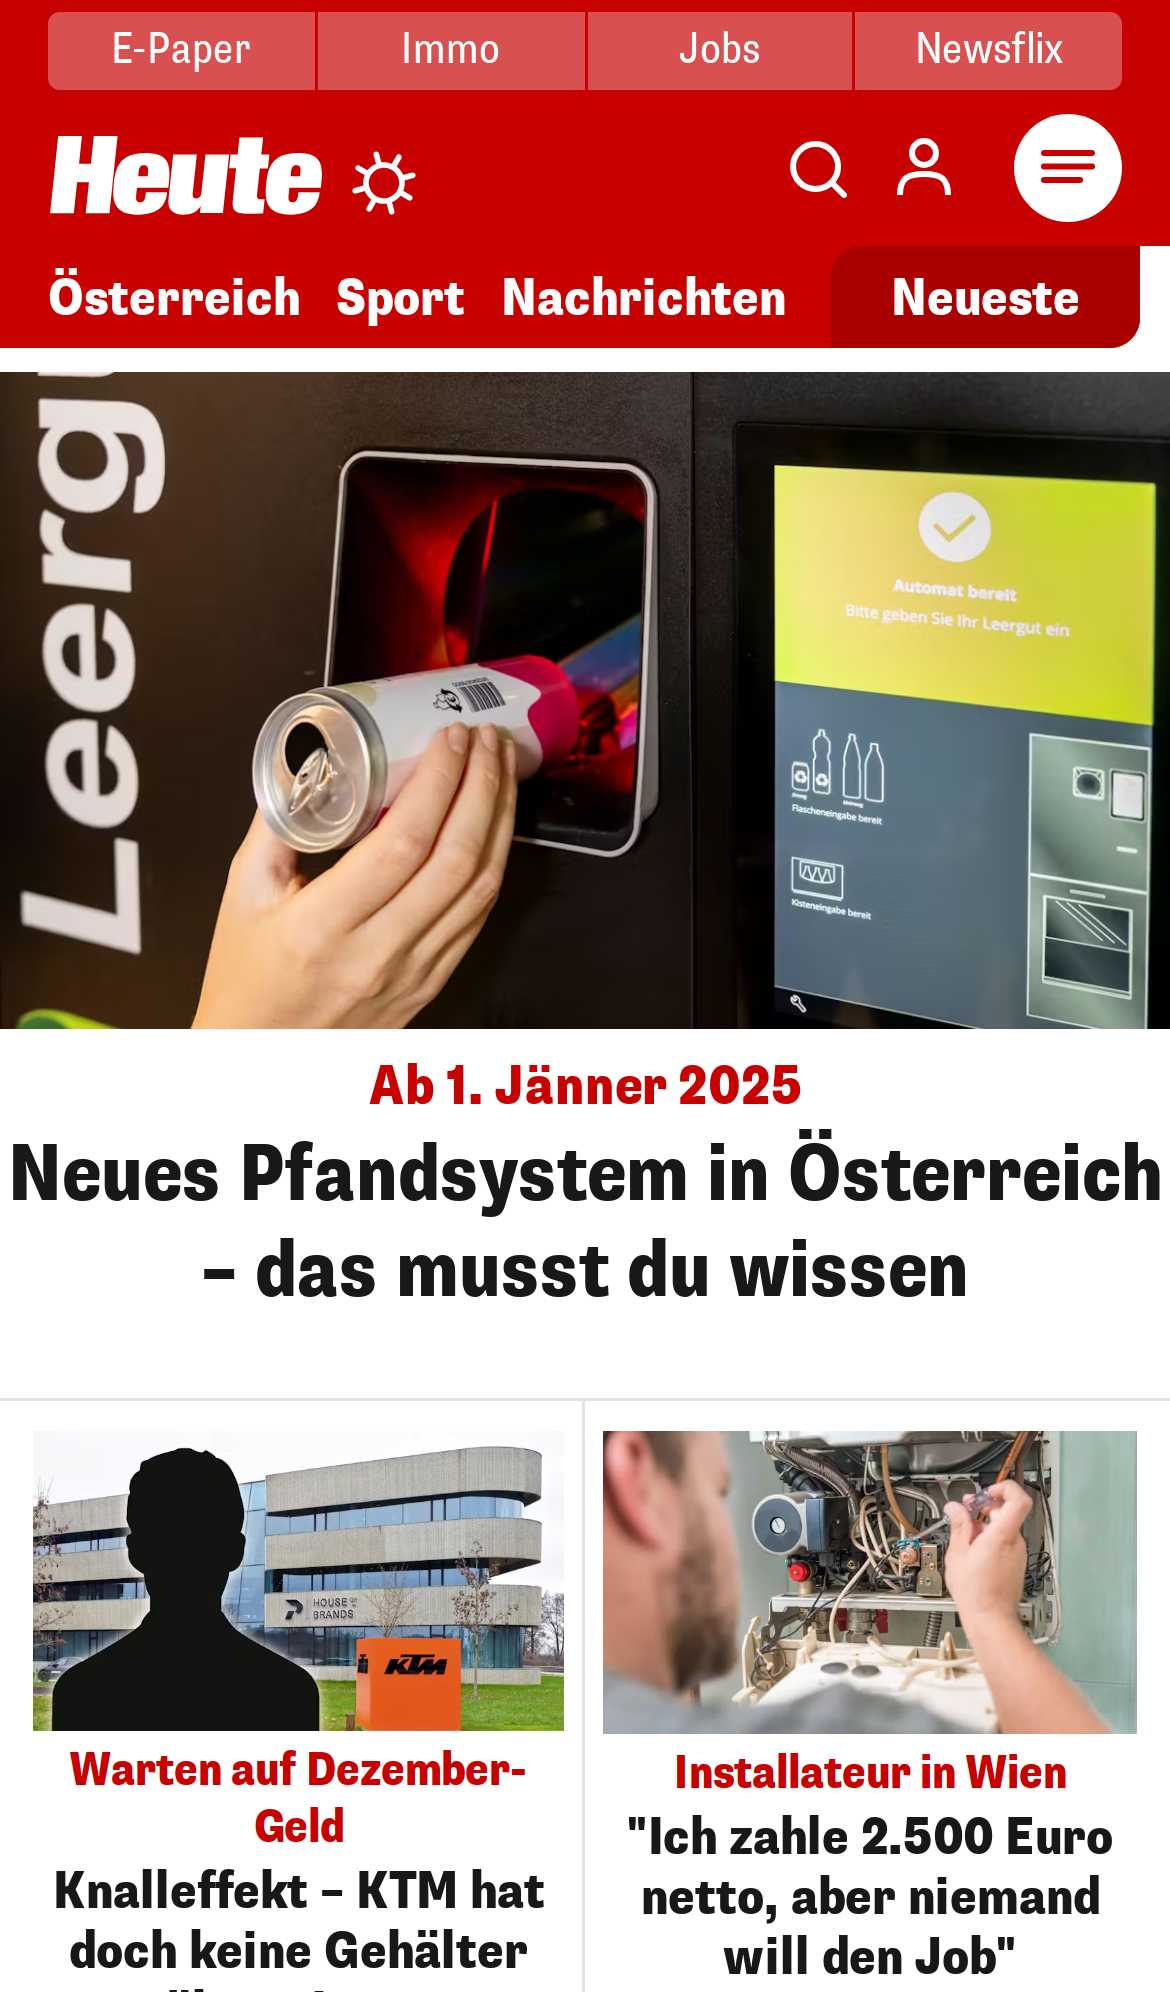 E-Paper
Immo
Jobs
Newsflix
Heute
Österreich
Sport
Nachrichten
Neueste
Leerg
Automat bereit
Bitte geben Sie Ihr Leergut ein
Flascheneingabe bereit
Kisteneingabe bereit
Ab 1. Jänner 2025
Neues Pfandsystem in Österreich
– das musst du wissen
HOUSE OF
BRANDS
KTM
Warten auf Dezember-
Geld
Knalleffekt – KTM hat
doch keine Gehälter
Installateur in Wien
"Ich zahle 2.500 Euro
netto, aber niemand
will den Job"